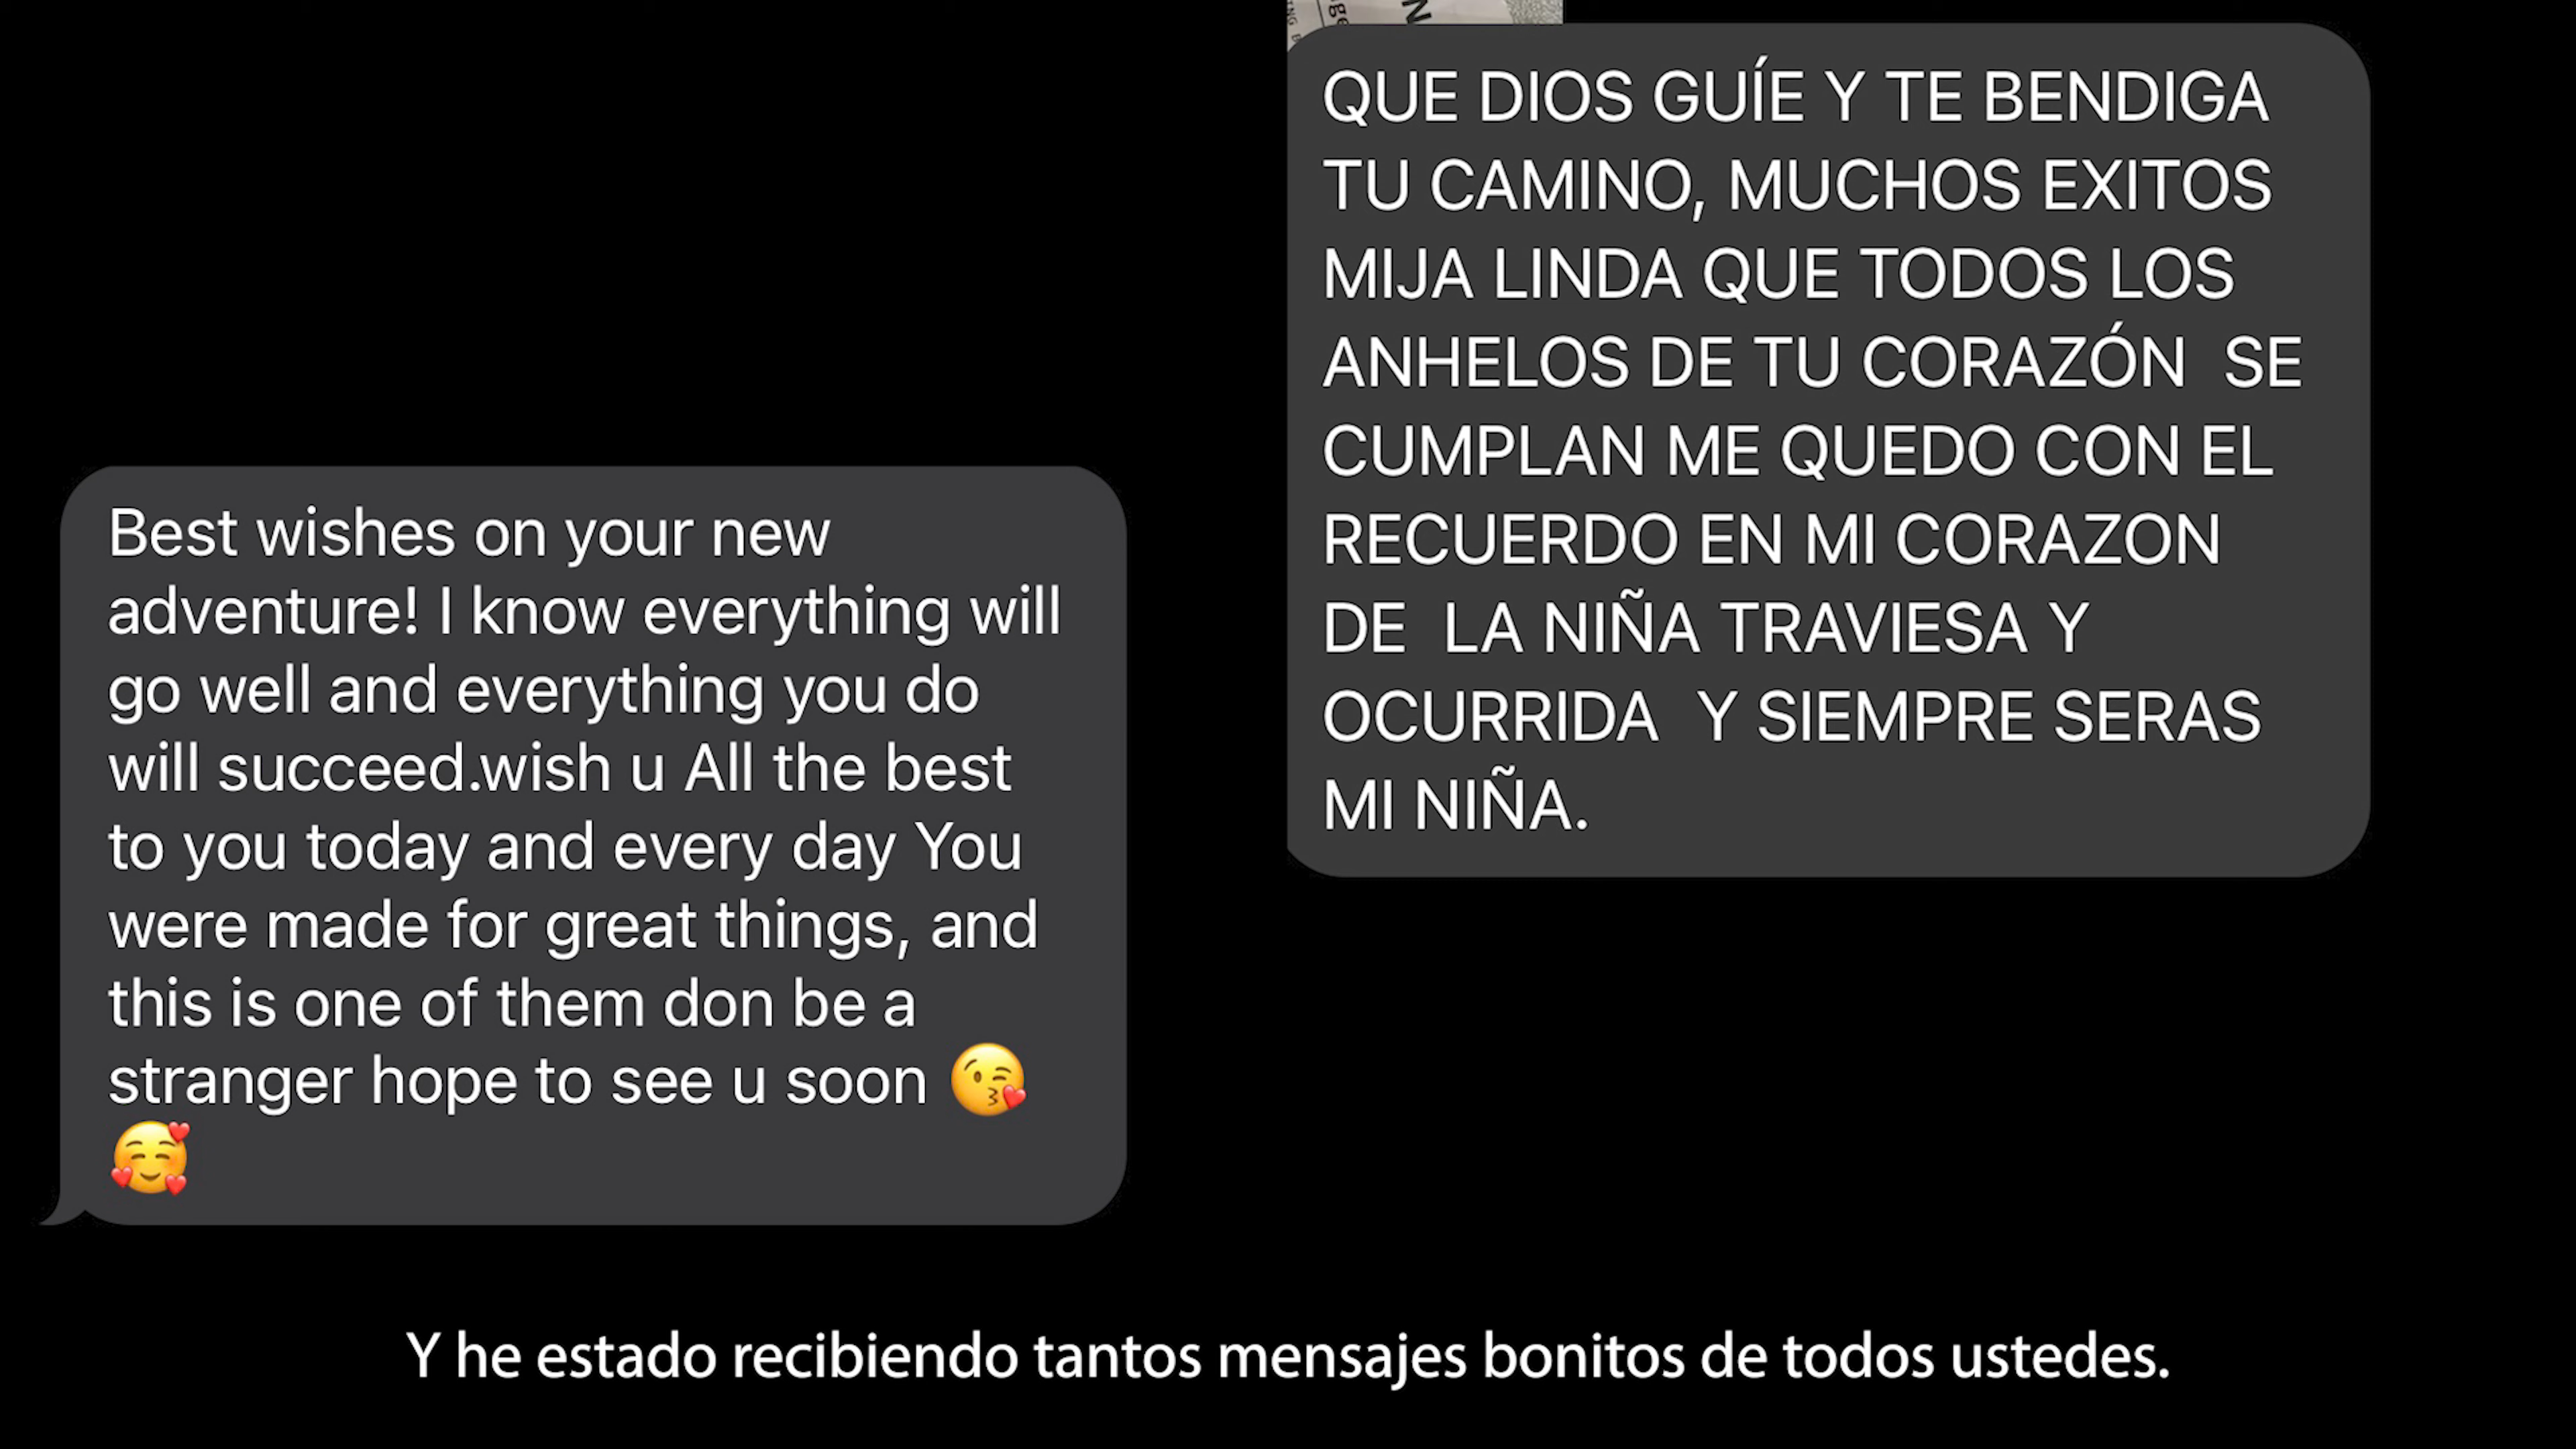 Best wishes on your new
adventure! I know everything will
go well and everything you do
will succeed.wish u All the best
to you today and every day You
were made for great things, and
this is one of them don be a
stranger hope to see u soon 😘
🥰
QUE DIOS GUÍE Y TE BENDIGA
TU CAMINO, MUCHOS EXITOS
MIJA LINDA QUE TODOS LOS
ANHELOS DE TU CORAZÓN  SE
CUMPLAN ME QUEDO CON EL
RECUERDO EN MI CORAZON
DE  LA NIÑA TRAVIESA Y
OCURRIDA  Y SIEMPRE SERAS
MI NIÑA.
Y he estado recibiendo tantos mensajes bonitos de todos ustedes.